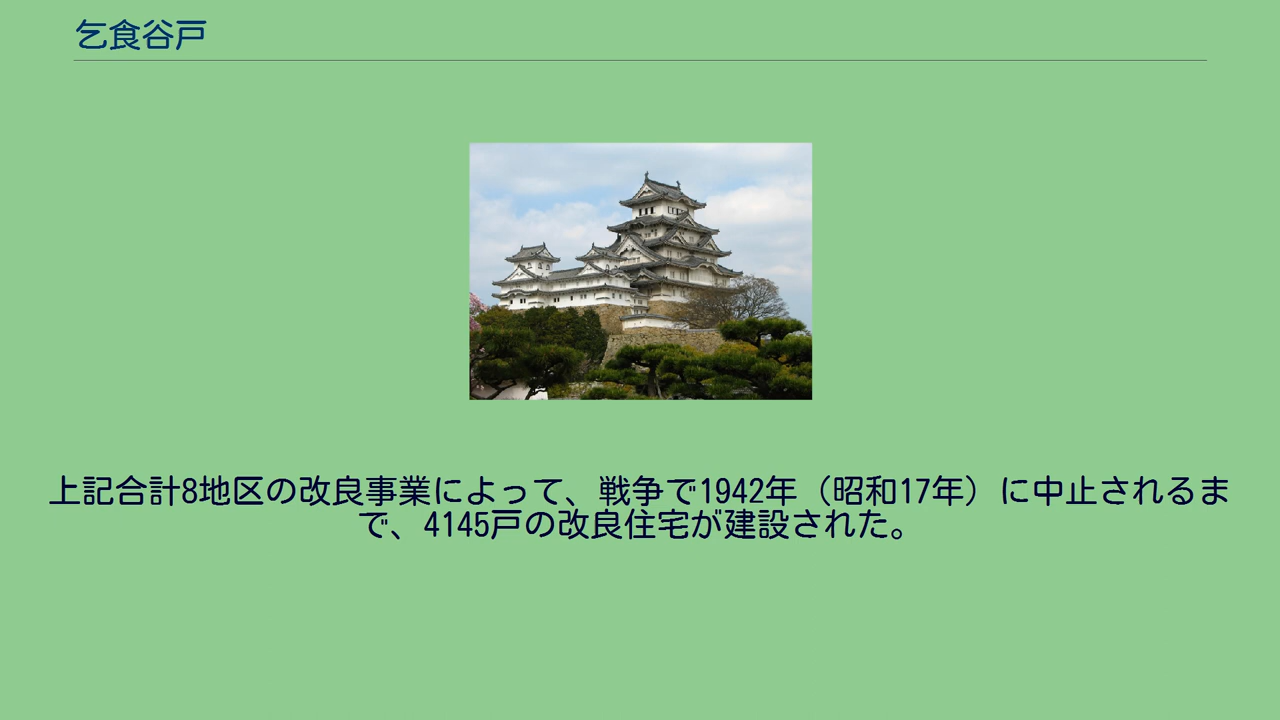 乞食谷戸
上記合計8地区の改良事業によって、戦争で1942年（昭和17年）に中止されるま
で、4145戸の改良住宅が建設された。